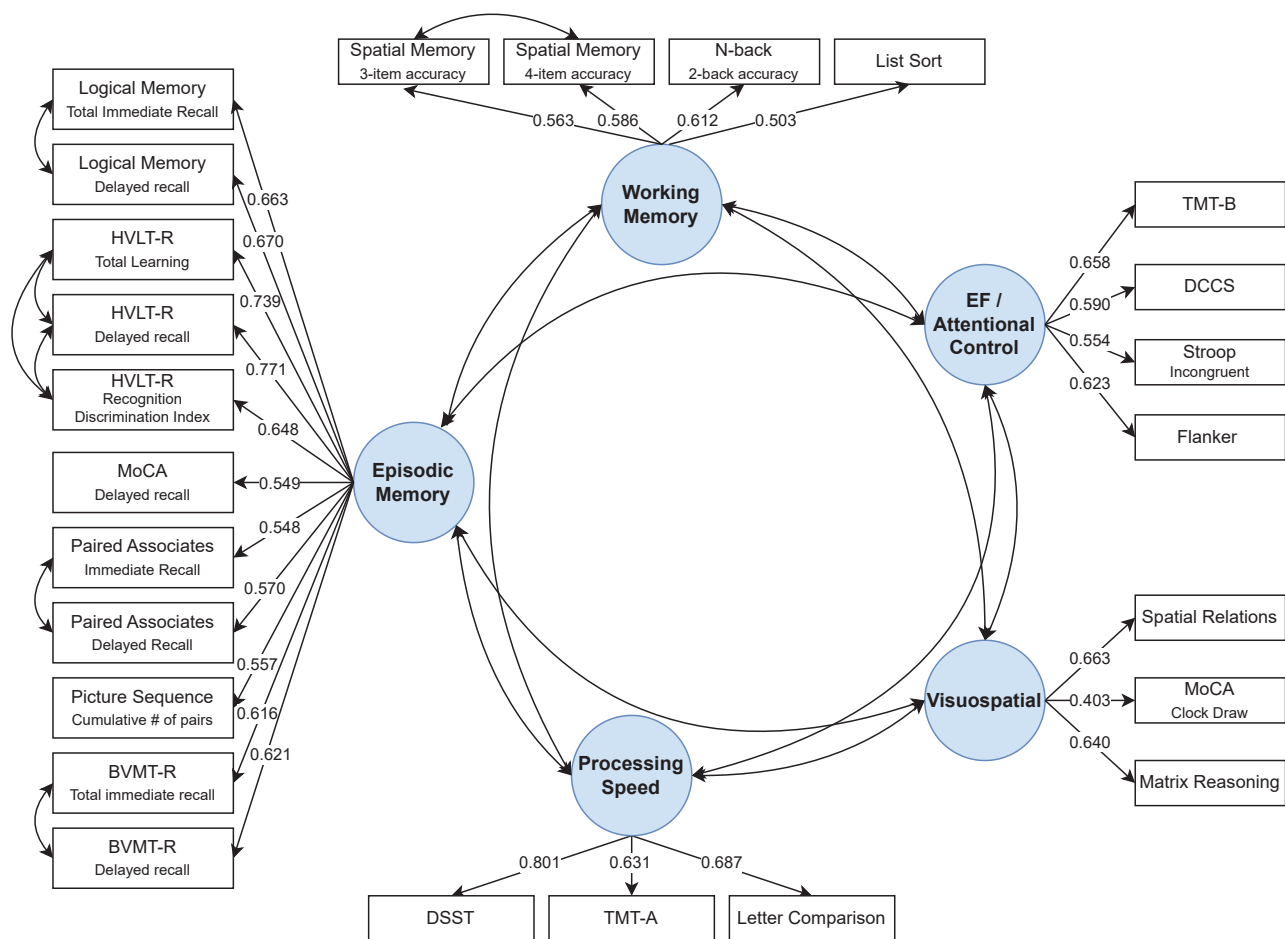 Spatial Memory
3-item accuracy
Spatial Memory
4-item accuracy
N-back
2-back accuracy
List Sort
0.563
0.586
0.612
0.503
Working
Memory
Logical Memory
Total Immediate Recall
Logical Memory
Delayed recall
HVLT-R
Total Learning
HVLT-R
Delayed recall
HVLT-R
Recognition
Discrimination Index
MoCA
Delayed recall
Paired Associates
Immediate Recall
Paired Associates
Delayed Recall
Picture Sequence
Cumulative # of pairs
BVMT-R
Total immediate recall
BVMT-R
Delayed recall
0.663
0.670
0.739
0.771
0.648
0.549
0.548
0.570
0.557
0.616
0.621
Episodic
Memory
EF /
Attentional
Control
0.658
0.590
0.554
0.623
TMT-B
DCCS
Stroop
Incongruent
Flanker
Visuospatial
0.663
0.403
0.640
Spatial Relations
MoCA
Clock Draw
Matrix Reasoning
Processing
Speed
0.801
0.631
0.687
DSST
TMT-A
Letter Comparison